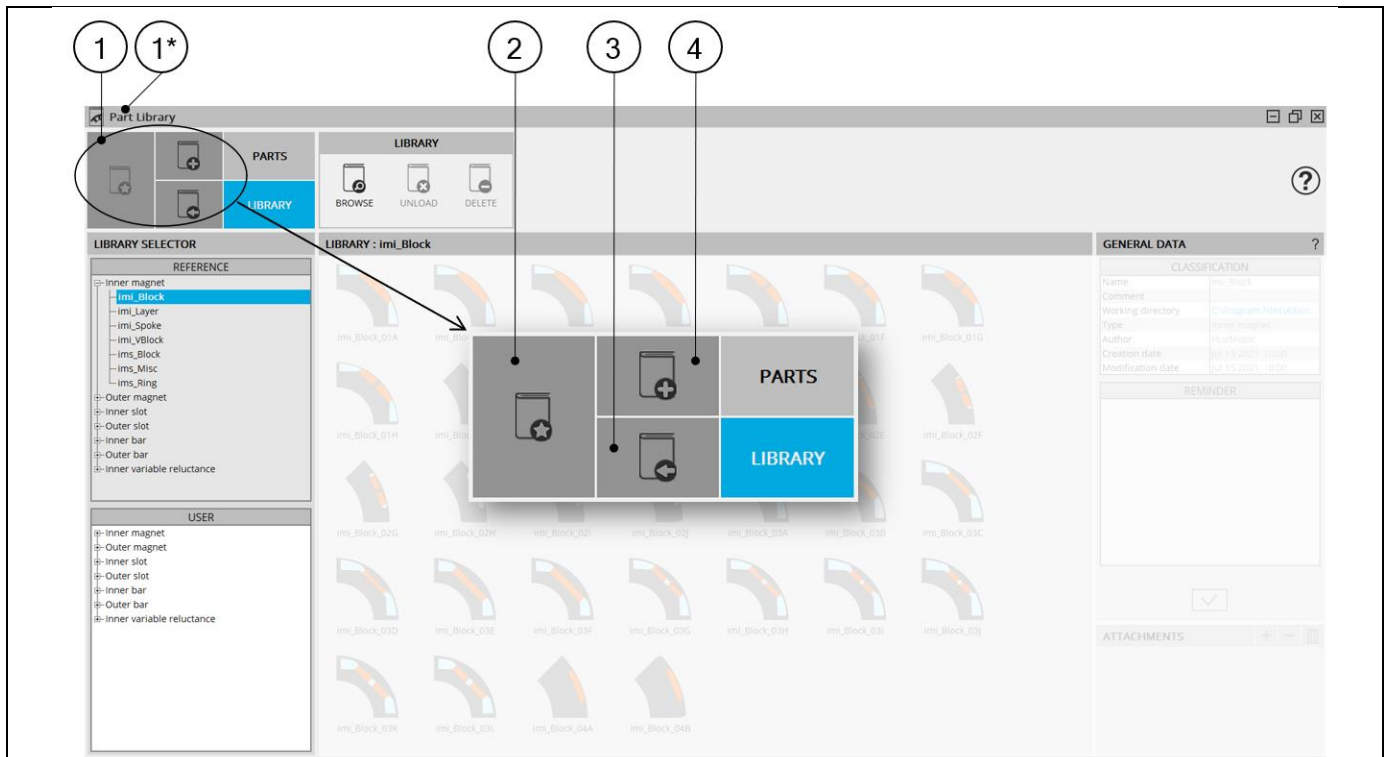 1 1* 2 3 4
Part Library
PARTS
LIBRARY
LIBRARY
BROWSE UNLOAD DELETE
?
LIBRARY SELECTOR
REFERENCE
Inner magnet
imi_Block
imi_Layer
imi_Spoke
imi_VBlock
ims_Block
ims_Misc
ims_Ring
Outer magnet
Inner slot
Outer slot
Inner bar
Outer bar
Inner variable reluctance
USER
Inner magnet
Outer magnet
Inner slot
Outer slot
Inner bar
Outer bar
Inner variable reluctance
LIBRARY : imi_Block
imi_Block_01A
imi_Block_01G
imi_Block_01H
imi_Block_02F
imi_Block_02G imi_Block_02H imi_Block_02I imi_Block_02J imi_Block_03A imi_Block_03B imi_Block_03C
imi_Block_03D imi_Block_03E imi_Block_03F imi_Block_03G imi_Block_03H imi_Block_03I imi_Block_03J
imi_Block_03K imi_Block_03L imi_Block_04A imi_Block_04B
PARTS
LIBRARY
GENERAL DATA ?
CLASSIFICATION
Name imi_Block
Comment
Working directory
Type Inner magnet
Author FluxMotor
Creation date
Modification date
REMINDER
ATTACHMENTS